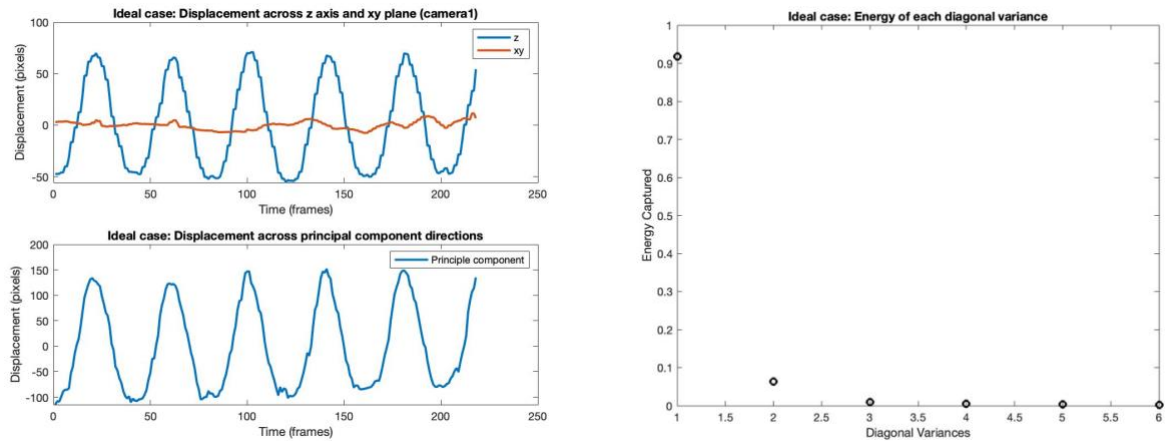 Ideal case: Displacement across z axis and xy plane (camera1)
100
50
0
-50
Displacement (pixels)
z
xy
0 50 100 150 200 250
Time (frames)
Ideal case: Displacement across principal component directions
200
150
100
50
0
-50
-100
Displacement (pixels)
Principle component
0 50 100 150 200 250
Time (frames)
Ideal case: Energy of each diagonal variance
1
0.9
0.8
0.7
0.6
0.5
0.4
0.3
0.2
0.1
0
Energy Captured
1 1.5 2 2.5 3 3.5 4 4.5 5 5.5 6
Diagonal Variances